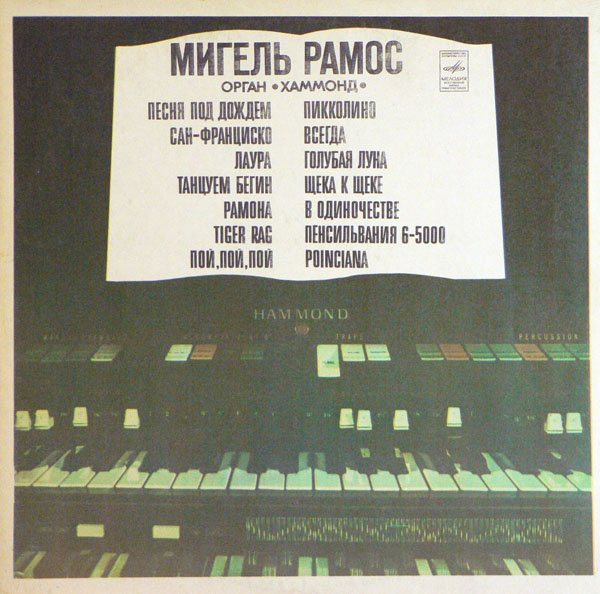 МИГЕЛЬ РАМОС
ОРГАН «ХАММОНД»
МЕЛОДИЯ
ПЕСНЯ ПОД ДОЖДЕМ
САН-ФРАНЦИСКО
ЛАУРА
ТАНЦУЕМ БЕГИН
РАМОНА
TIGER RAG
ПОЙ, ПОЙ, ПОЙ
ПИККОЛИНО
ВСЕГДА
ГОЛУБАЯ ЛУНА
ЩЕКА К ЩЕКЕ
В ОДИНОЧЕСТВЕ
ПЕНСИЛЬВАНИЯ 6-5000
POINCIANA
HAMMOND
TRAPS
PERCUSSION